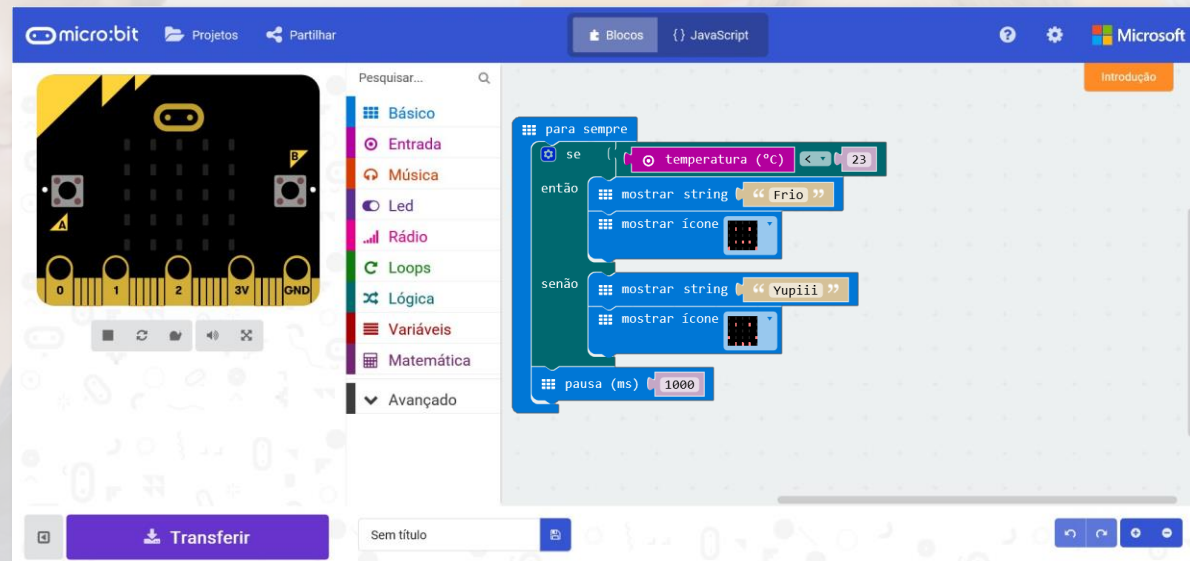 micro:bit Projetos Partilhar Blocos {} JavaScript ? Microsoft
Pesquisar...
Introdução
Básico
Entrada
Música
Led
Rádio
Loops
Lógica
Variáveis
Matemática
Avançado
B
A
0 1 2 3V GND
para sempre
se temperatura (°C) < 23
então mostrar string “ Frio ”
mostrar ícone
senão mostrar string “ Yupiii ”
mostrar ícone
pausa (ms) 1000
Transferir
Sem título